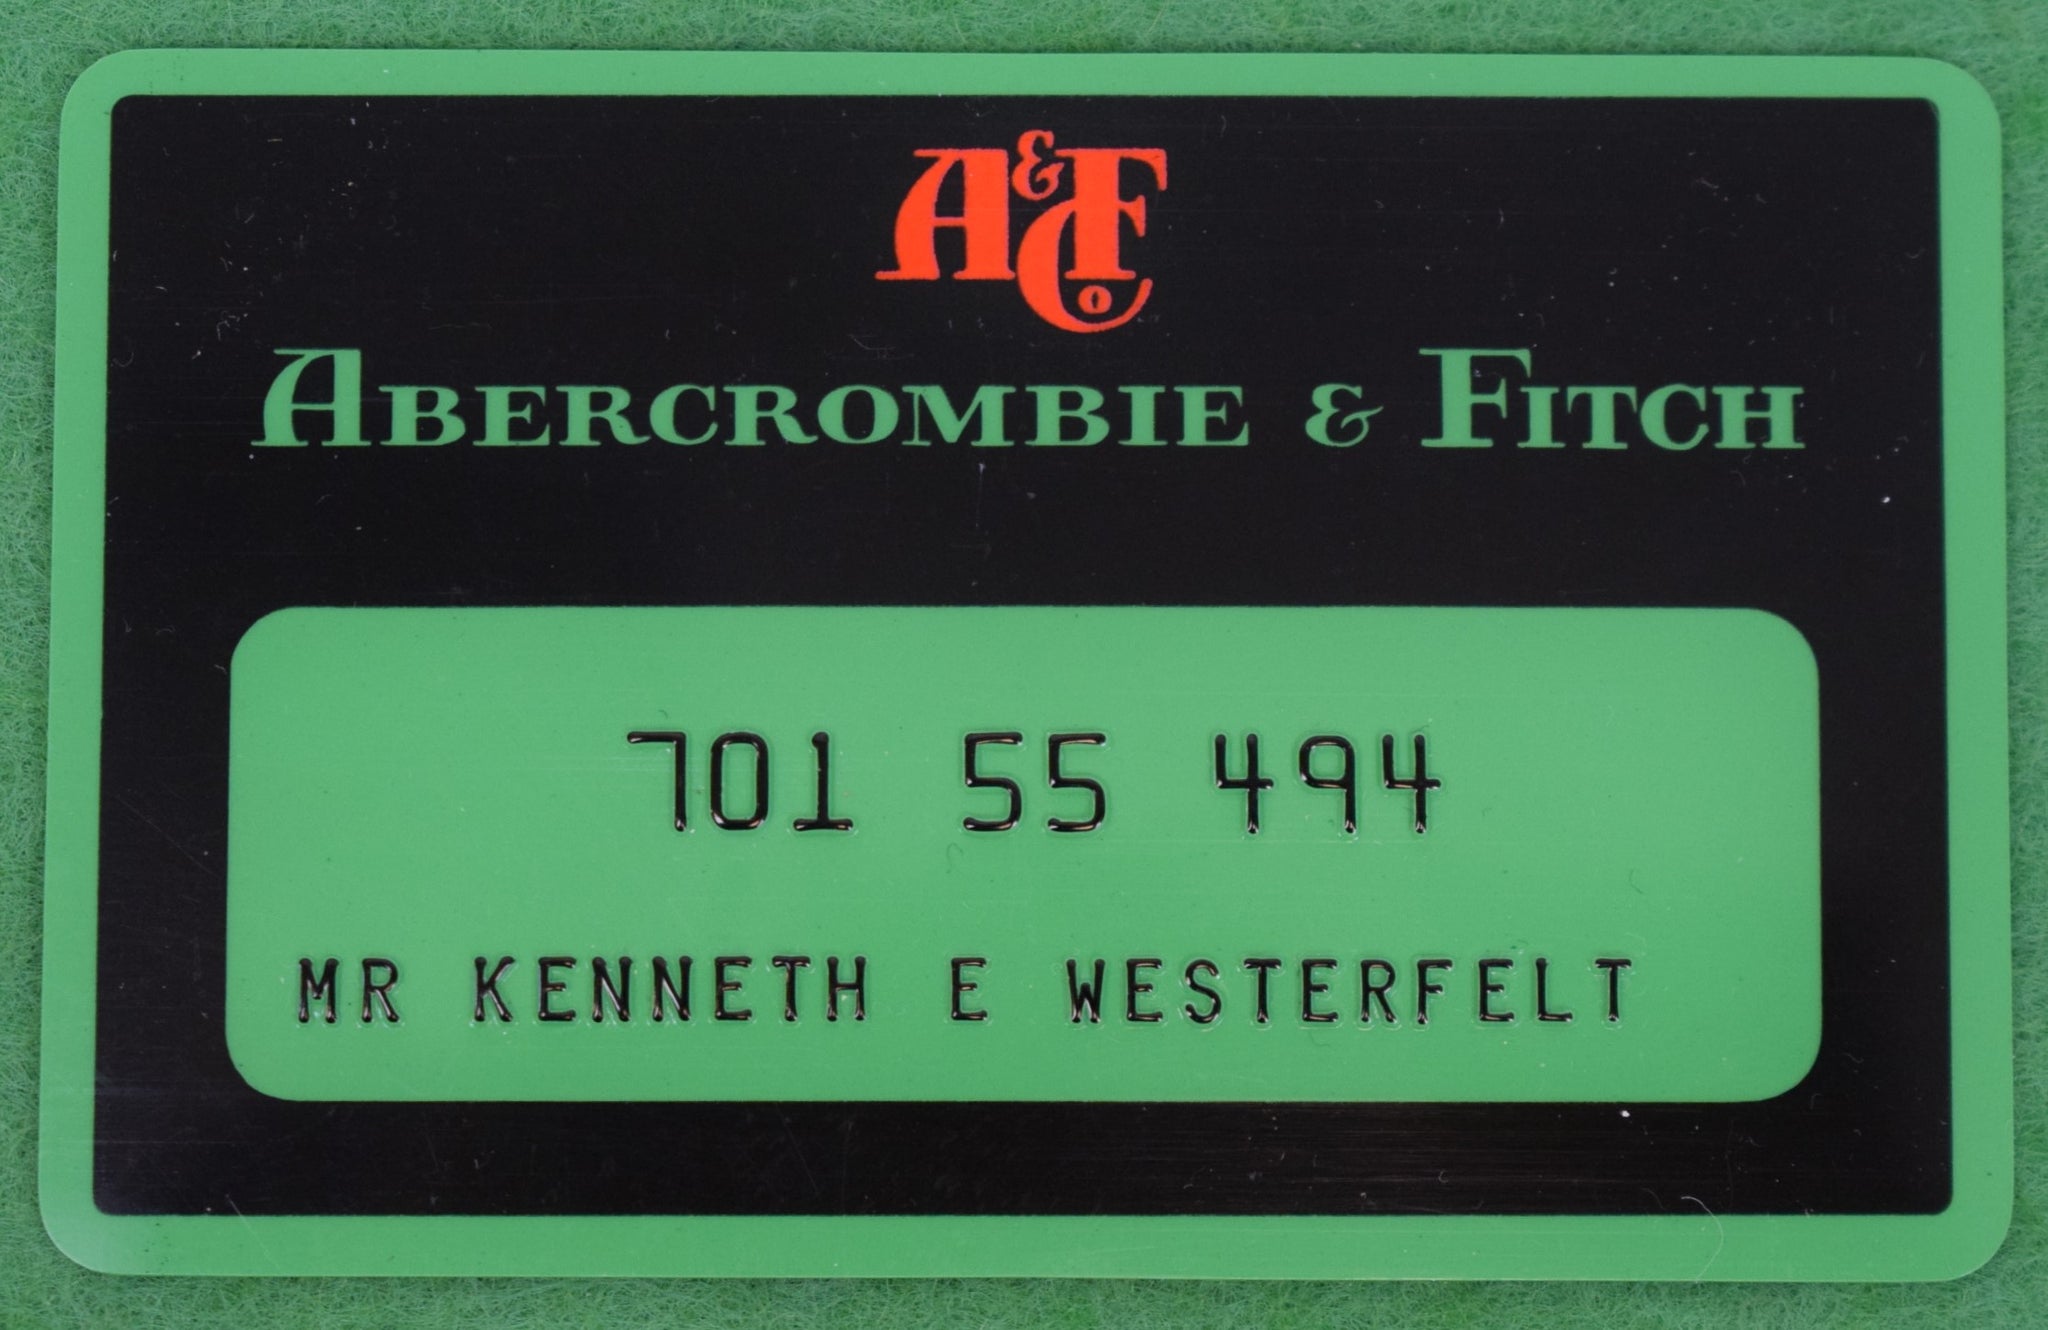 A&F Co
ABERCROMBIE & FITCH
701 55 494
MR KENNETH E WESTERFELT